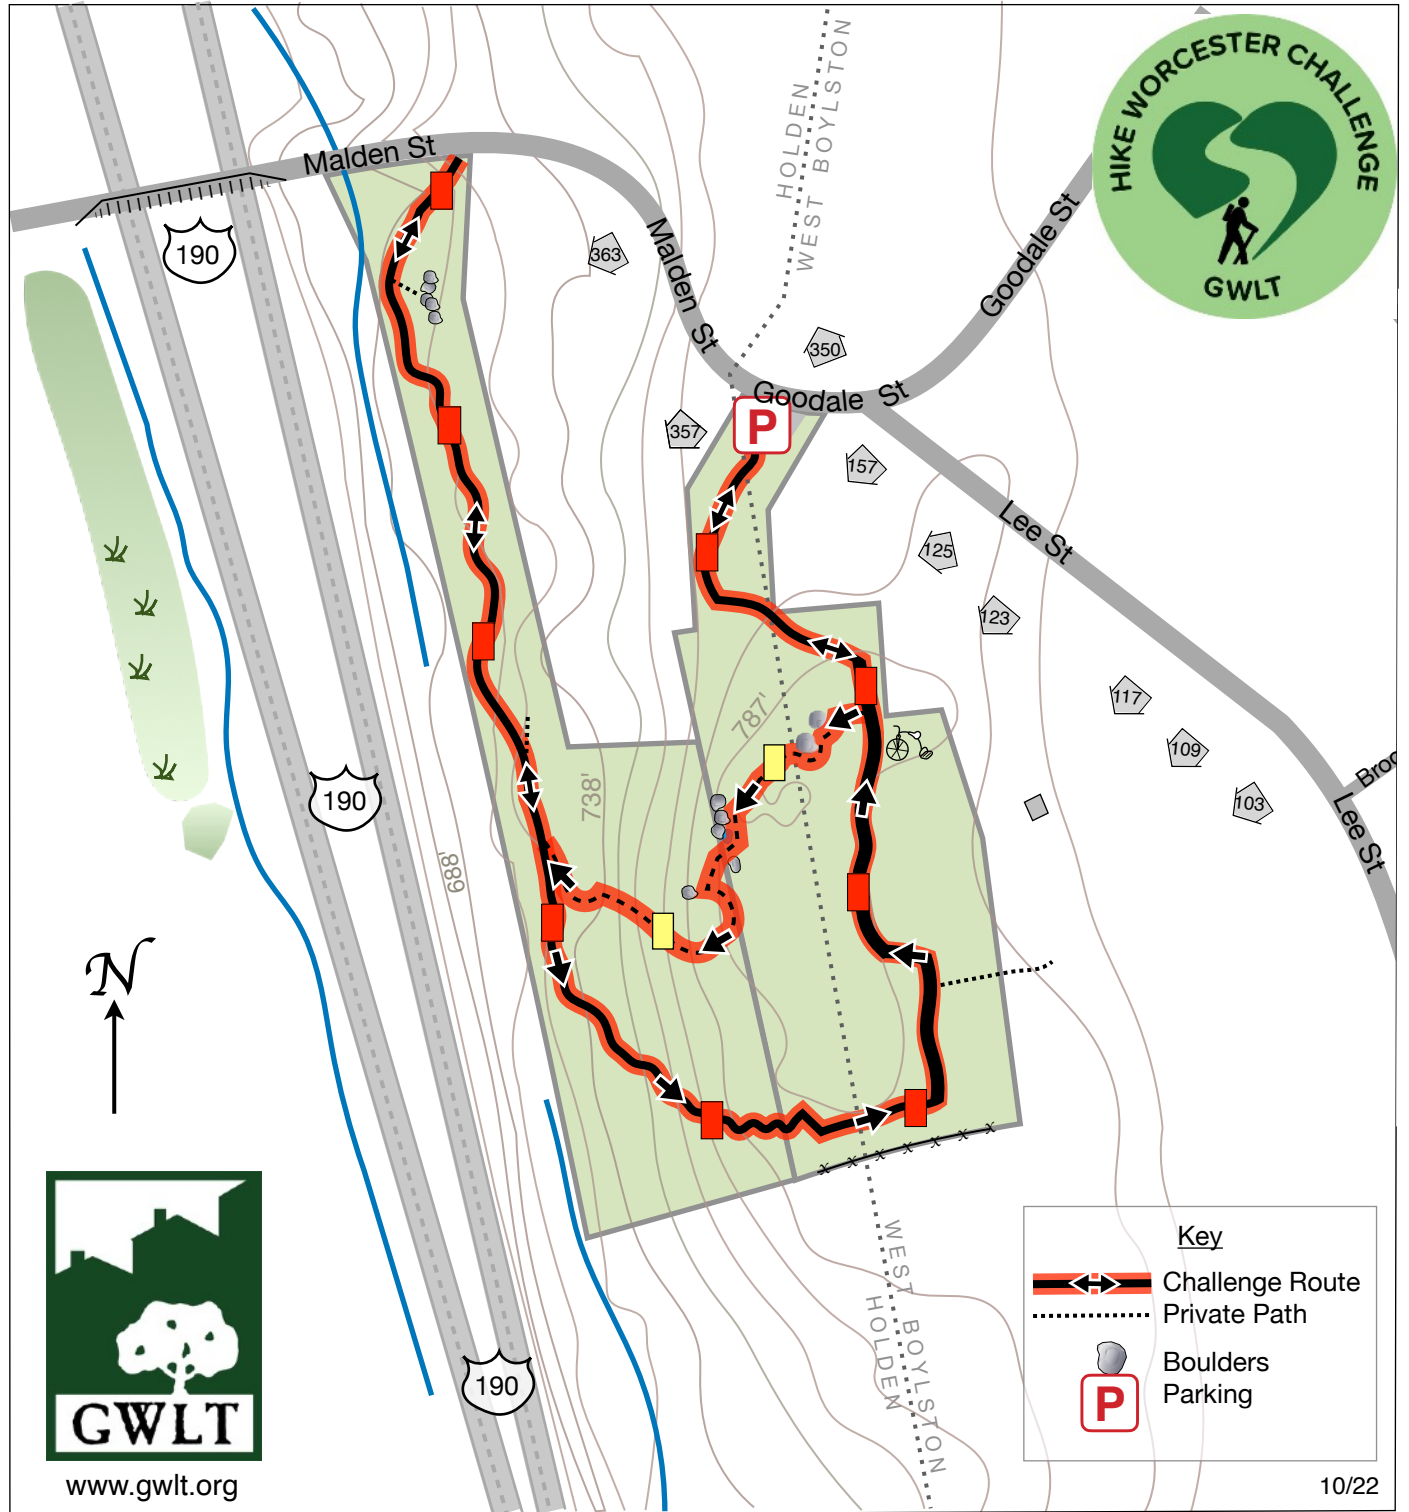 HIKE WORCESTER CHALLENGE
GWLT
HOLDEN
WEST BOYLSTON
Malden St
190
363
Malden St
Goodale St
350
Goodale St
P
357
157
Lee St
125
123
117
109
103
Broo
Lee St
787'
738'
190
688'
N
WEST BOYLSTON
HOLDEN
190
GWLT
www.gwlt.org
Key
Challenge Route
Private Path
Boulders
P Parking
10/22
x x x x x x x